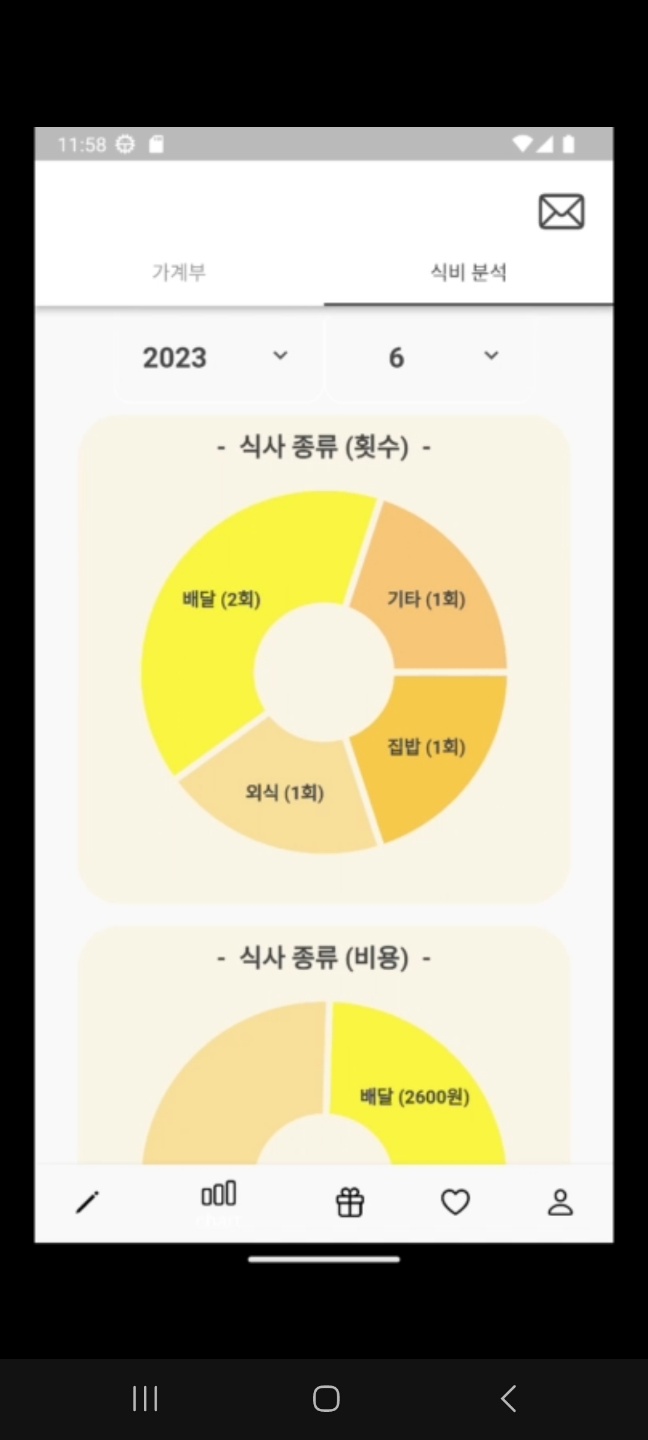 11:58
가계부
식비 분석
2023
6
- 식사 종류 (횟수) -
배달 (2회)
기타 (1회)
집밥 (1회)
외식 (1회)
- 식사 종류 (비용) -
배달 (2600원)